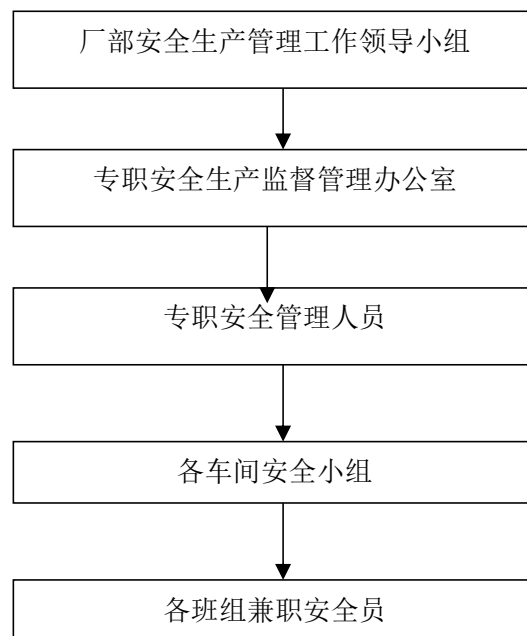 厂部安全生产管理工作领导小组
专职安全生产监督管理办公室
专职安全管理人员
各车间安全小组
各班组兼职安全员